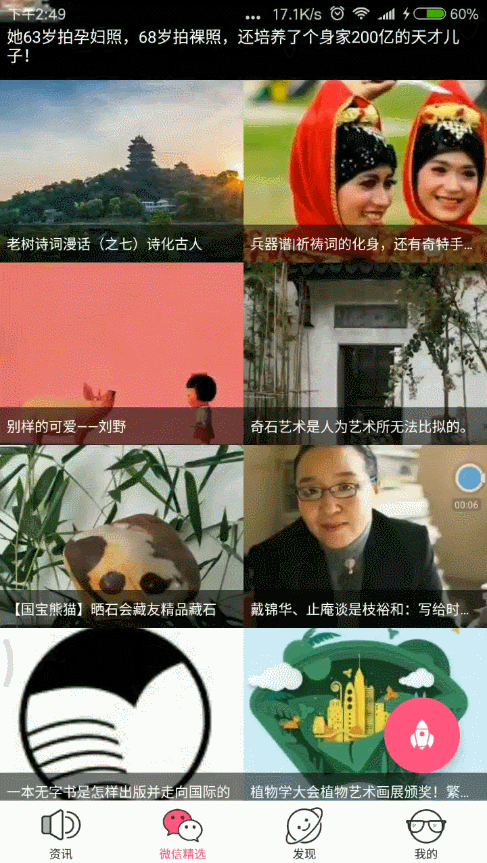 下午2:49
... 17.1K/s 60%
她63岁拍孕妇照，68岁拍裸照，还培养了个身家200亿的天才儿
子！
老树诗词漫话（之七）诗化古人
兵器谱|祈祷词的化身，还有奇特手...
别样的可爱——刘野
奇石艺术是人为艺术所无法比拟的。
【国宝熊猫】晒石会藏友精品藏石
00:06
戴锦华、止庵谈是枝裕和：写给时...
一本无字书是怎样出版并走向国际的
植物学大会植物艺术画展颁奖！繁...
资讯
微信精选
发现
我的